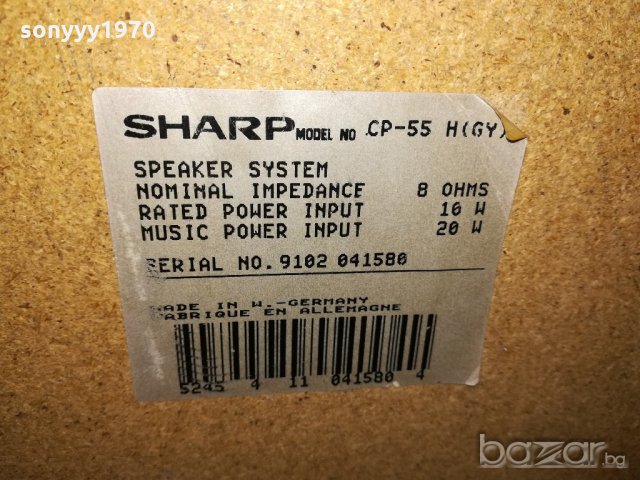 sonyyy1970
SHARP MODEL NO .CP-55 H(GY)
SPEAKER SYSTEM
NOMINAL IMPEDANCE 8 OHMS
RATED POWER INPUT 10 W
MUSIC POWER INPUT 20 W
SERIAL NO. 9102 041580
MADE IN W.-GERMANY
FABRIQUE EN ALLEMAGNE
5245 4 11 041580 4
bazar.bg